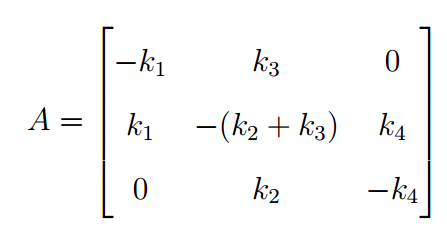 -k₁ k₃ 0
A = k₁ -(k₂ + k₃) k₄
0 k₂ -k₄